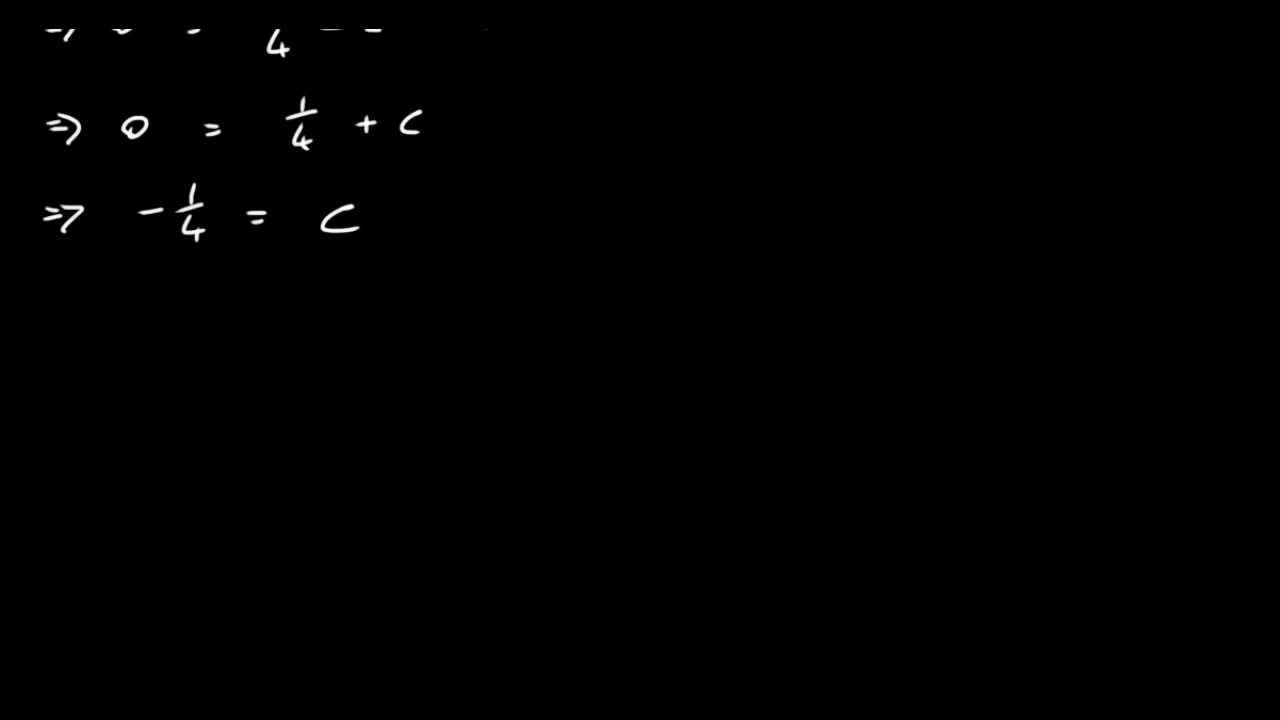 ⇒ 0 = 1/4 + C
⇒ -1/4 = C